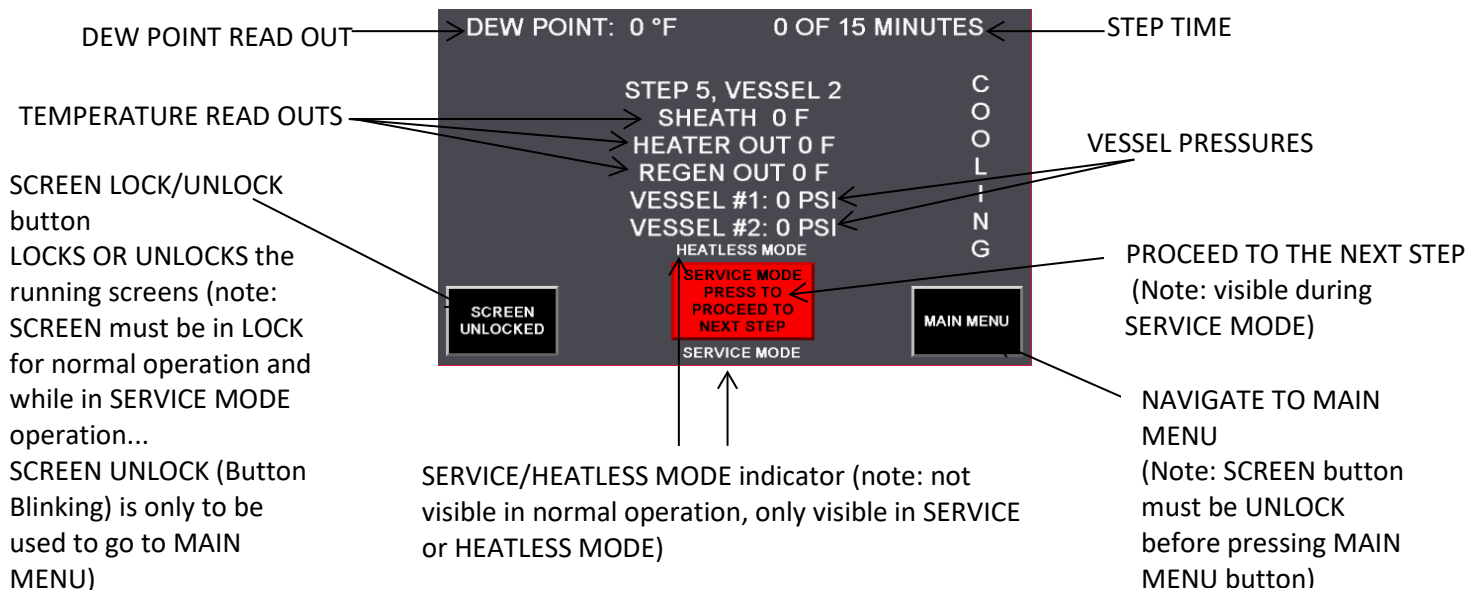 DEW POINT READ OUT
DEW POINT: 0 °F
0 OF 15 MINUTES
STEP TIME
TEMPERATURE READ OUTS
STEP 5, VESSEL 2
SHEATH 0 F
HEATER OUT 0 F
REGEN OUT 0 F
VESSEL #1: 0 PSI
VESSEL #2: 0 PSI
HEATLESS MODE
C
O
O
L
I
N
G
VESSEL PRESSURES
SCREEN LOCK/UNLOCK
button
LOCKS OR UNLOCKS the
running screens (note:
SCREEN must be in LOCK
for normal operation and
while in SERVICE MODE
operation...
SCREEN UNLOCK (Button
Blinking) is only to be
used to go to MAIN
MENU)
SCREEN
UNLOCKED
SERVICE MODE
PRESS TO
PROCEED TO
NEXT STEP
SERVICE MODE
MAIN MENU
PROCEED TO THE NEXT STEP
(Note: visible during
SERVICE MODE)
SERVICE/HEATLESS MODE indicator (note: not
visible in normal operation, only visible in SERVICE
or HEATLESS MODE)
NAVIGATE TO MAIN
MENU
(Note: SCREEN button
must be UNLOCK
before pressing MAIN
MENU button)